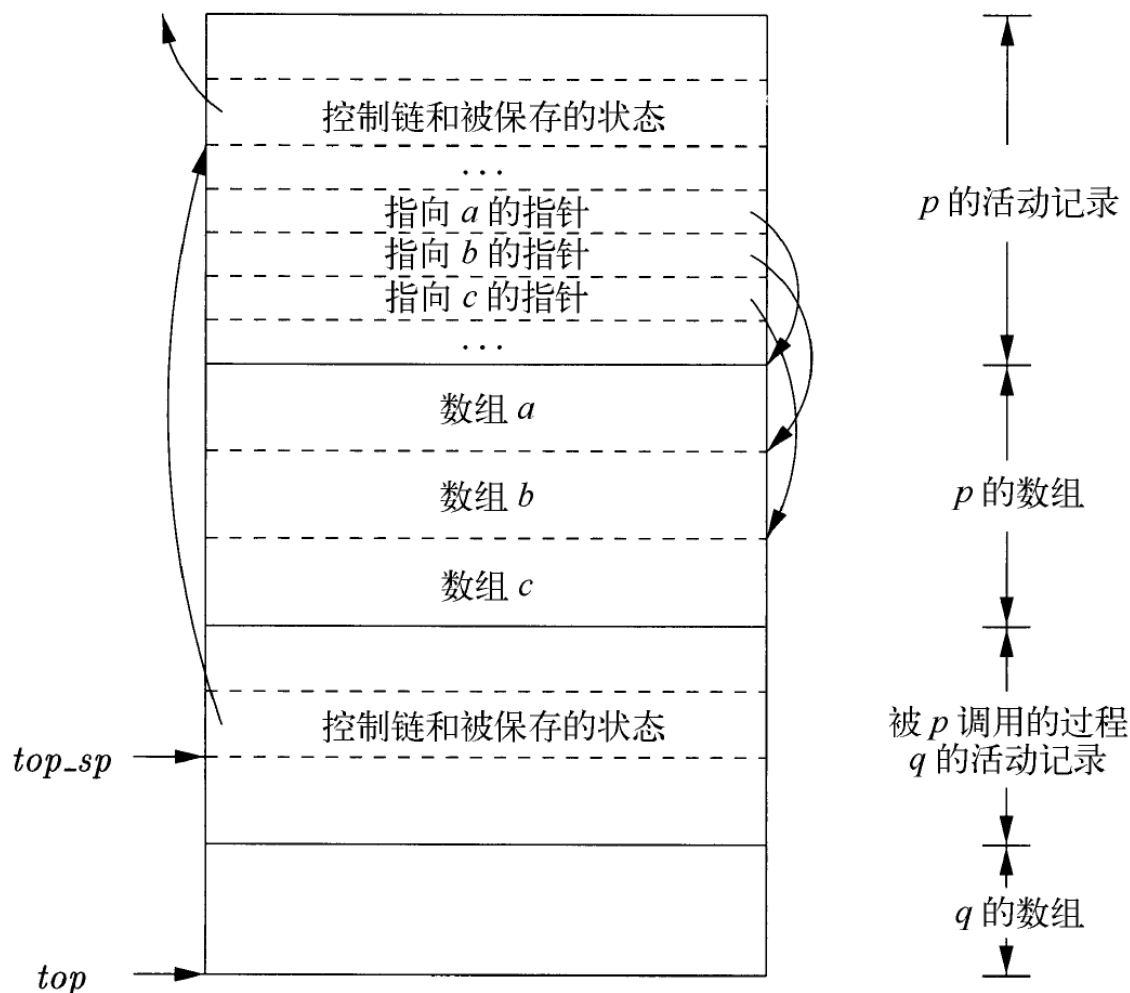 控制链和被保存的状态
...
指向 a 的指针
指向 b 的指针
指向 c 的指针
...
p 的活动记录
数组 a
数组 b
数组 c
p 的数组
控制链和被保存的状态
top_sp
被 p 调用的过程
q 的活动记录
q 的数组
top